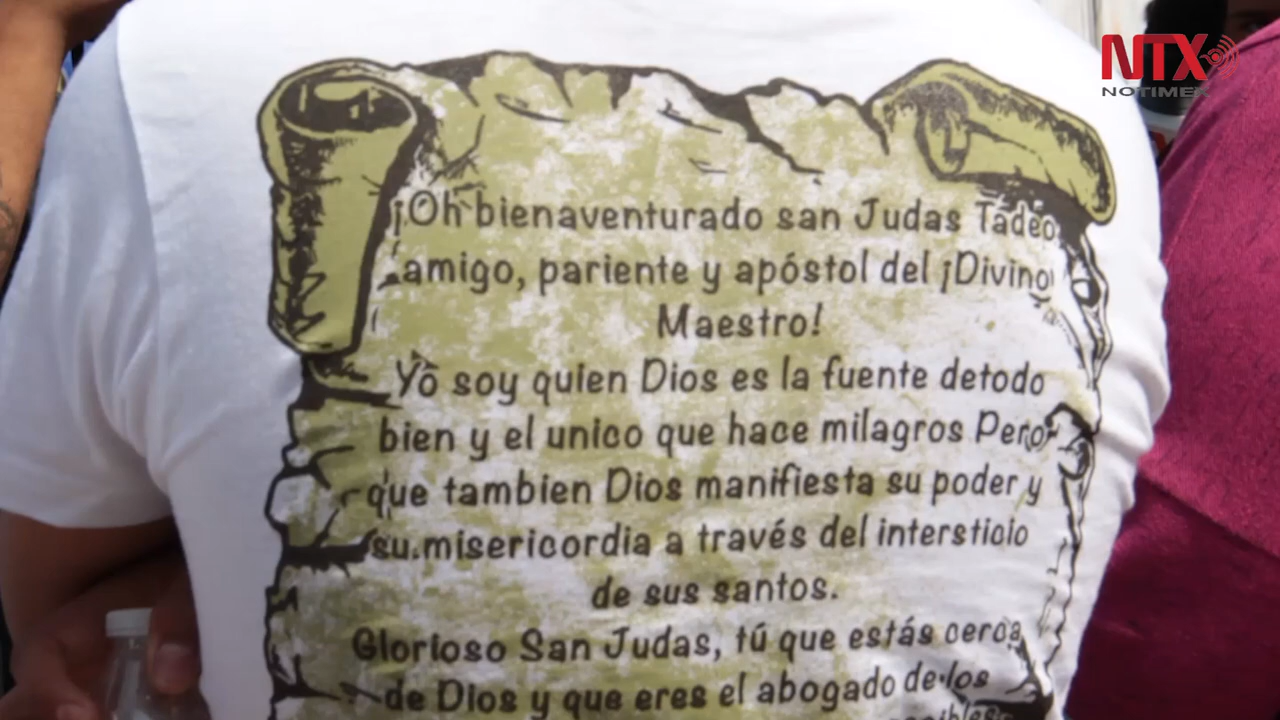 NTX
NOTIMEX
¡Oh bienaventurado san Judas Tadeo
amigo, pariente y apóstol del ¡Divino
Maestro!
Yo soy quien Dios es la fuente detodo
bien y el unico que hace milagros Pero
que tambien Dios manifiesta su poder y
su misericordia a través del intersticio
de sus santos.
Glorioso San Judas, tú que estás cerca
de Dios y que eres el abogado de los